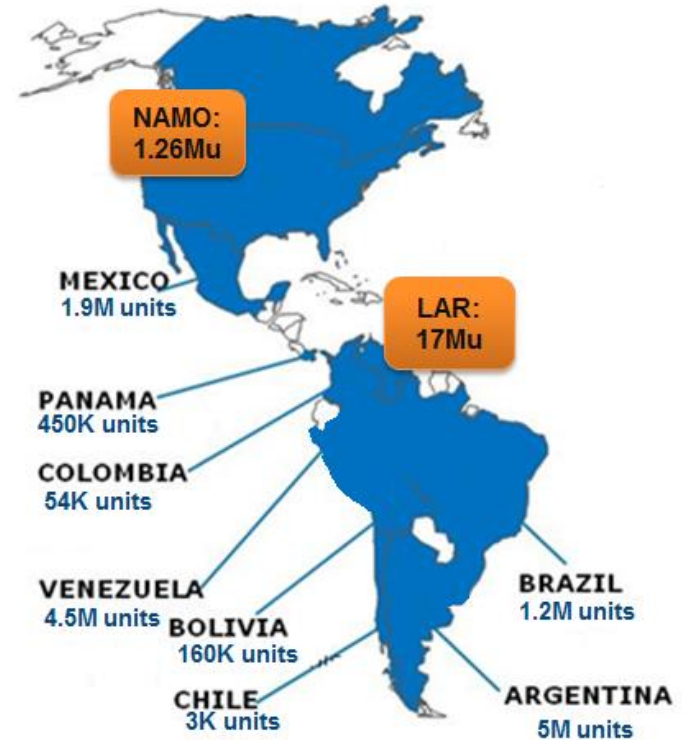 NAMO:
1.26Mu
MEXICO
1.9M units
LAR:
17Mu
PANAMA
450K units
COLOMBIA
54K units
VENEZUELA
4.5M units
BOLIVIA
160K units
CHILE
3K units
BRAZIL
1.2M units
ARGENTINA
5M units